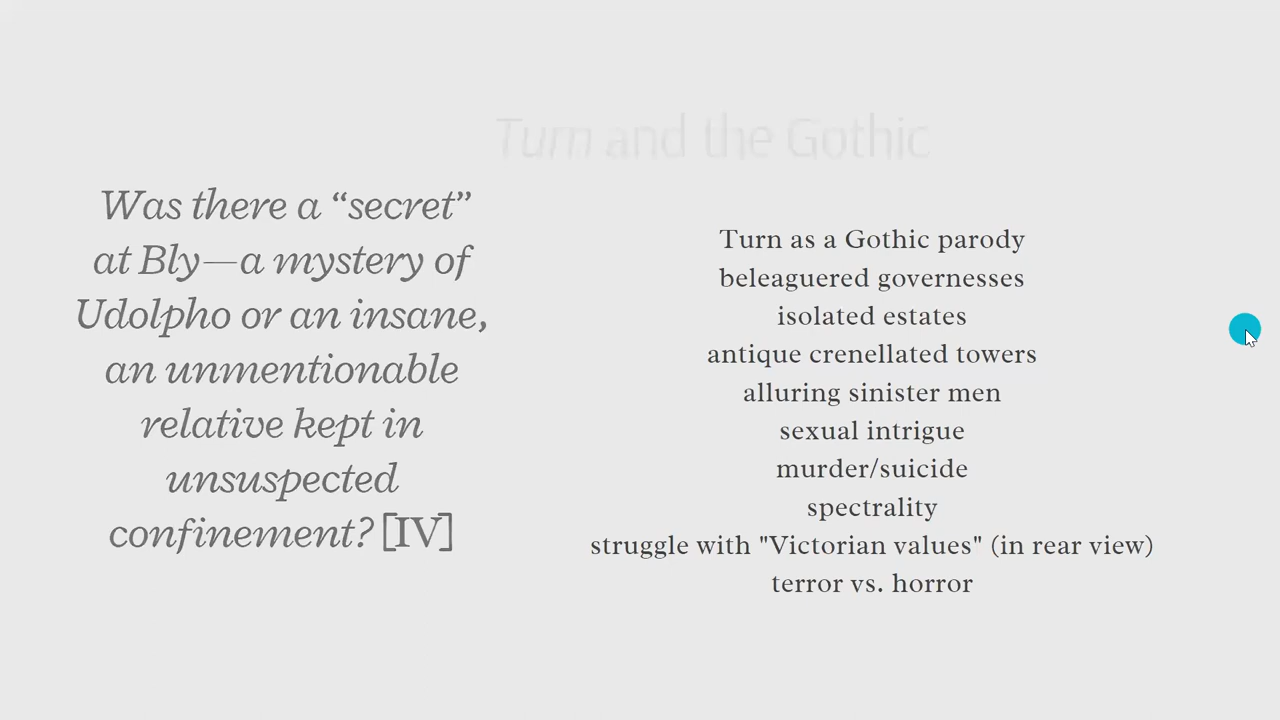 Turn and the Gothic
Was there a “secret”
at Bly—a mystery of
Udolpho or an insane,
an unmentionable
relative kept in
unsuspected
confinement? [IV]
Turn as a Gothic parody
beleaguered governesses
isolated estates
antique crenellated towers
alluring sinister men
sexual intrigue
murder/suicide
spectrality
struggle with "Victorian values" (in rear view)
terror vs. horror